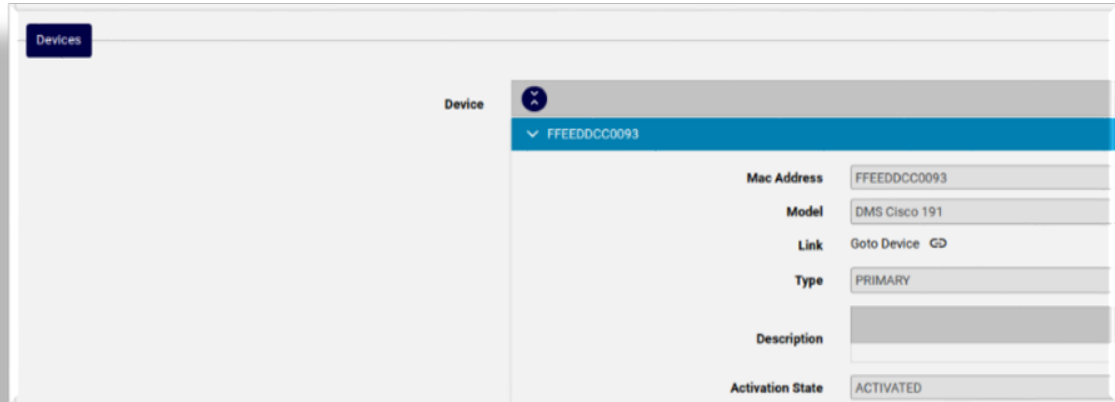 Devices
Device
FFEEDDCC0093
Mac Address FFEEDDCC0093
Model DMS Cisco 191
Link Goto Device
Type PRIMARY
Description
Activation State ACTIVATED